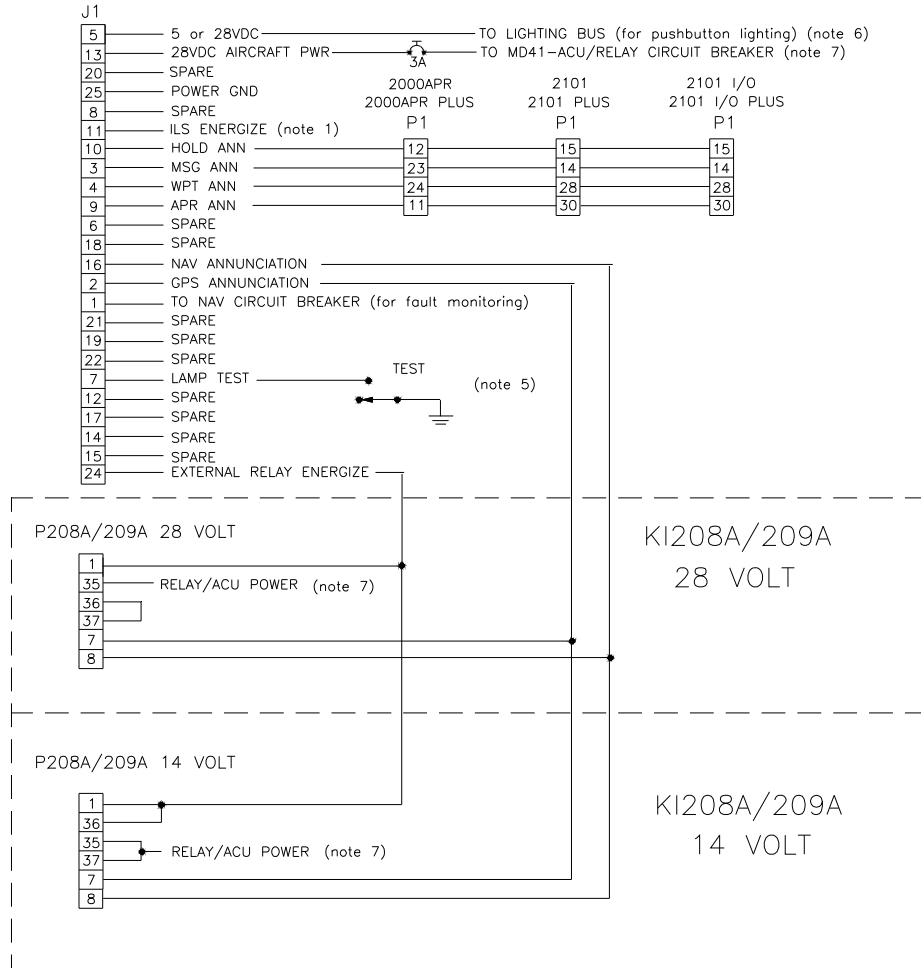 J1
5 5 or 28VDC TO LIGHTING BUS (for pushbutton lighting) (note 6)
13 28VDC AIRCRAFT PWR 3A TO MD41-ACU/RELAY CIRCUIT BREAKER (note 7)
20 SPARE
25 POWER GND
8 SPARE
11 ILS ENERGIZE (note 1)
2000APR 2101 2101 I/O
2000APR PLUS 2101 PLUS 2101 I/O PLUS
P1 P1 P1
10 HOLD ANN 12 15 15
3 MSG ANN 23 14 14
4 WPT ANN 24 28 28
9 APR ANN 11 30 30
6 SPARE
18 SPARE
16 NAV ANNUNCIATION
2 GPS ANNUNCIATION
1 TO NAV CIRCUIT BREAKER (for fault monitoring)
21 SPARE
19 SPARE
22 SPARE
7 LAMP TEST TEST (note 5)
12 SPARE
17 SPARE
14 SPARE
15 SPARE
24 EXTERNAL RELAY ENERGIZE
P208A/209A 28 VOLT
1
35 RELAY/ACU POWER (note 7)
36
37
7
8
KI208A/209A
28 VOLT
P208A/209A 14 VOLT
1
36
35
37
RELAY/ACU POWER (note 7)
7
8
KI208A/209A
14 VOLT